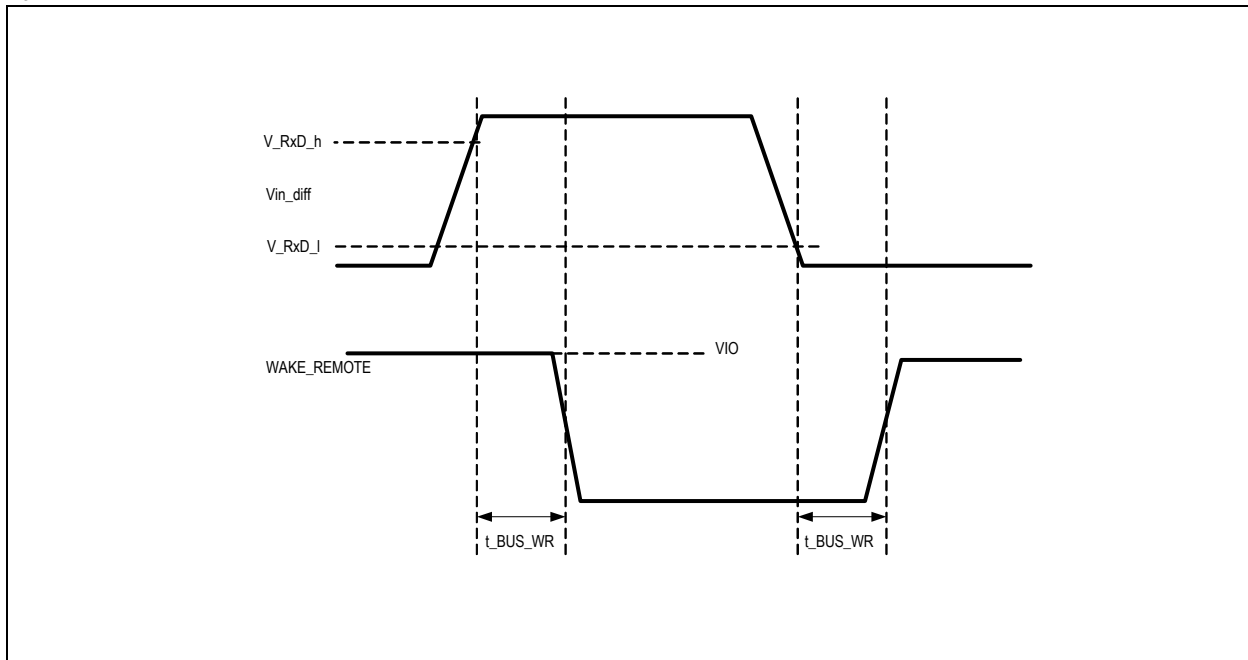 V_RxD_h
Vin_diff
V_RxD_l
VIO
WAKE_REMOTE
t_BUS_WR
t_BUS_WR